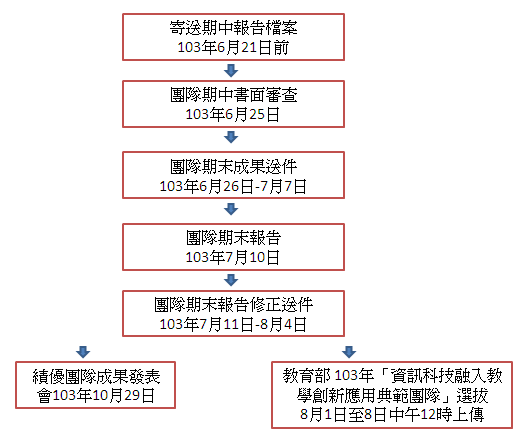 寄送期中報告檔案
103年6月21日前
團隊期中書面審查
103年6月25日
團隊期末成果送件
103年6月26日-7月7日
團隊期末報告
103年7月10日
團隊期末報告修正送件
103年7月11日-8月4日
績優團隊成果發表
會103年10月29日
教育部 103年「資訊科技融入教
學創新應用典範團隊」選拔
8月1日至8日中午12時上傳